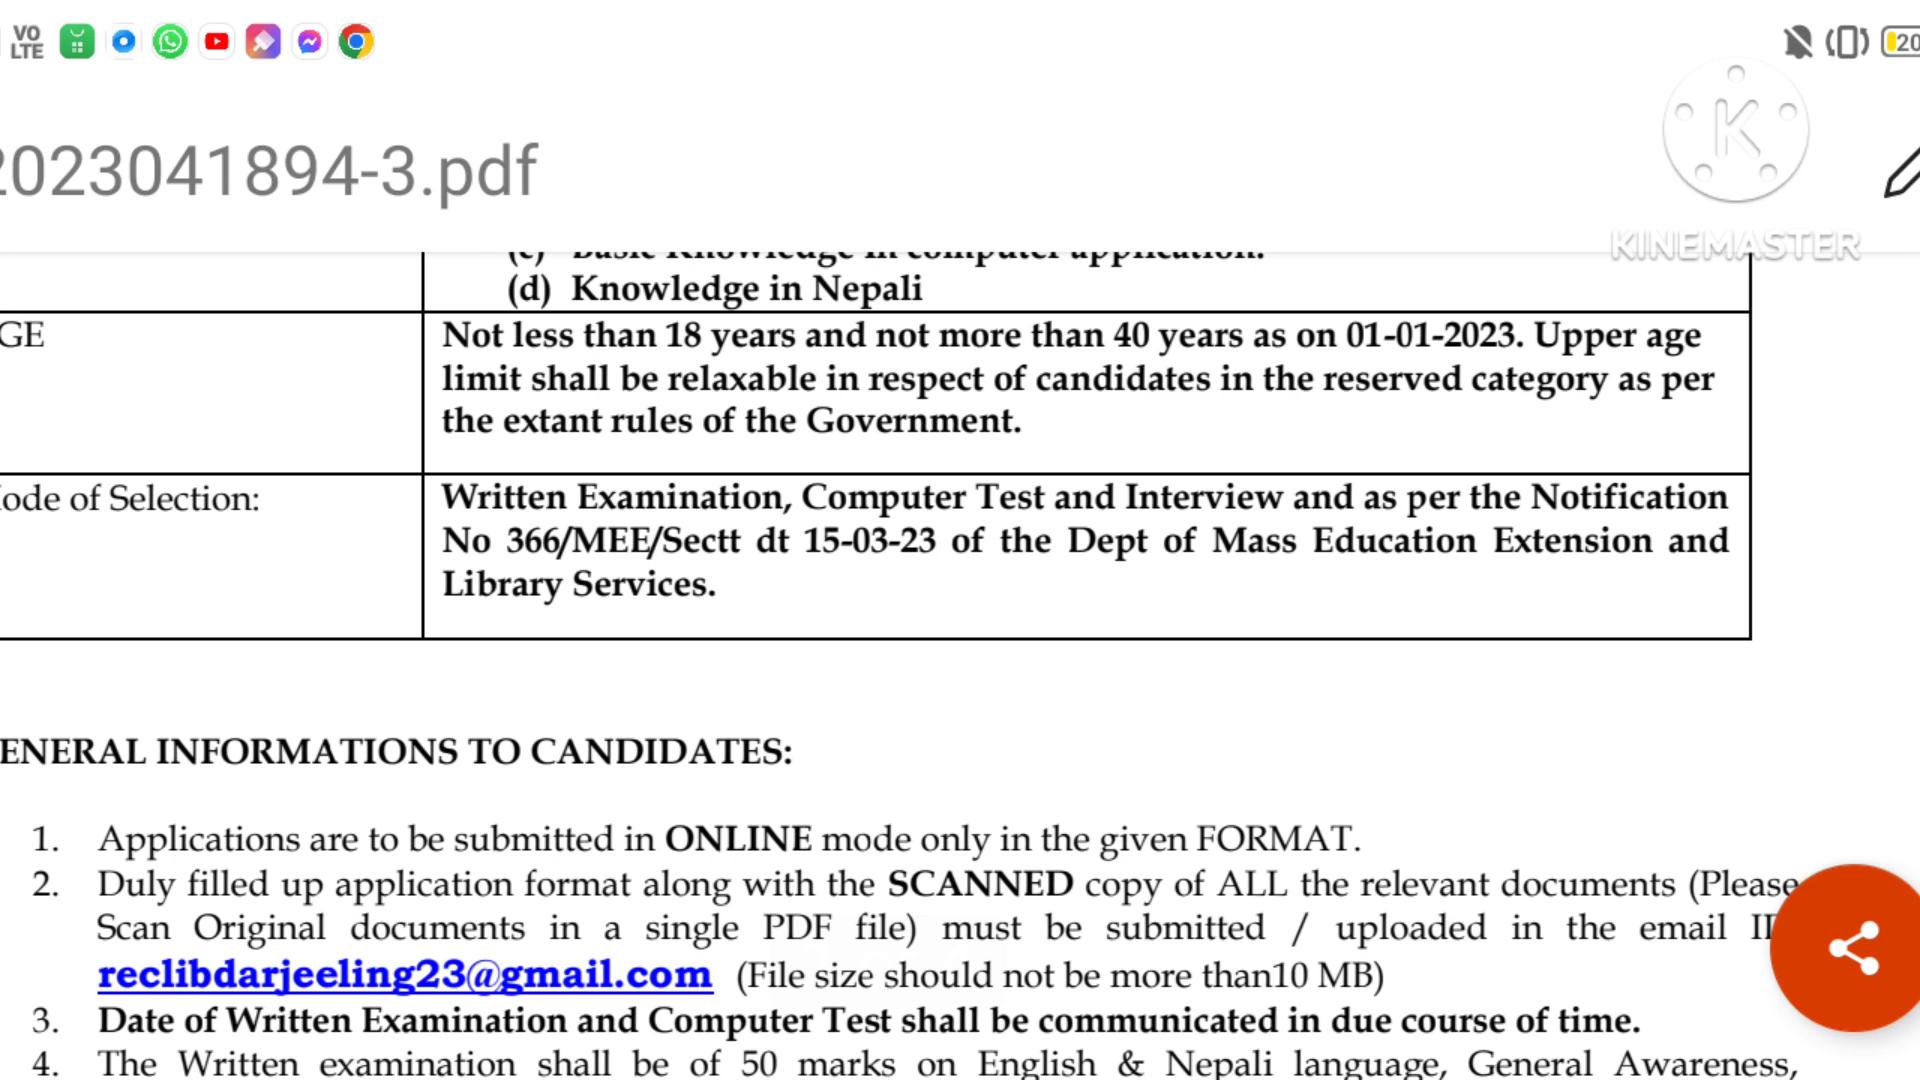 VO
LTE
20
2023041894-3.pdf
KINEMASTER
(c) Basic Knowledge in computer application.
(d) Knowledge in Nepali
GE
Not less than 18 years and not more than 40 years as on 01-01-2023. Upper age
limit shall be relaxable in respect of candidates in the reserved category as per
the extant rules of the Government.
ode of Selection:
Written Examination, Computer Test and Interview and as per the Notification
No 366/MEE/Sectt dt 15-03-23 of the Dept of Mass Education Extension and
Library Services.
ENERAL INFORMATIONS TO CANDIDATES:
1. Applications are to be submitted in ONLINE mode only in the given FORMAT.
2. Duly filled up application format along with the SCANNED copy of ALL the relevant documents (Please
Scan Original documents in a single PDF file) must be submitted / uploaded in the email ID
reclibdarjeeling23@gmail.com (File size should not be more than10 MB)
3. Date of Written Examination and Computer Test shall be communicated in due course of time.
4. The Written examination shall be of 50 marks on English & Nepali language, General Awareness,